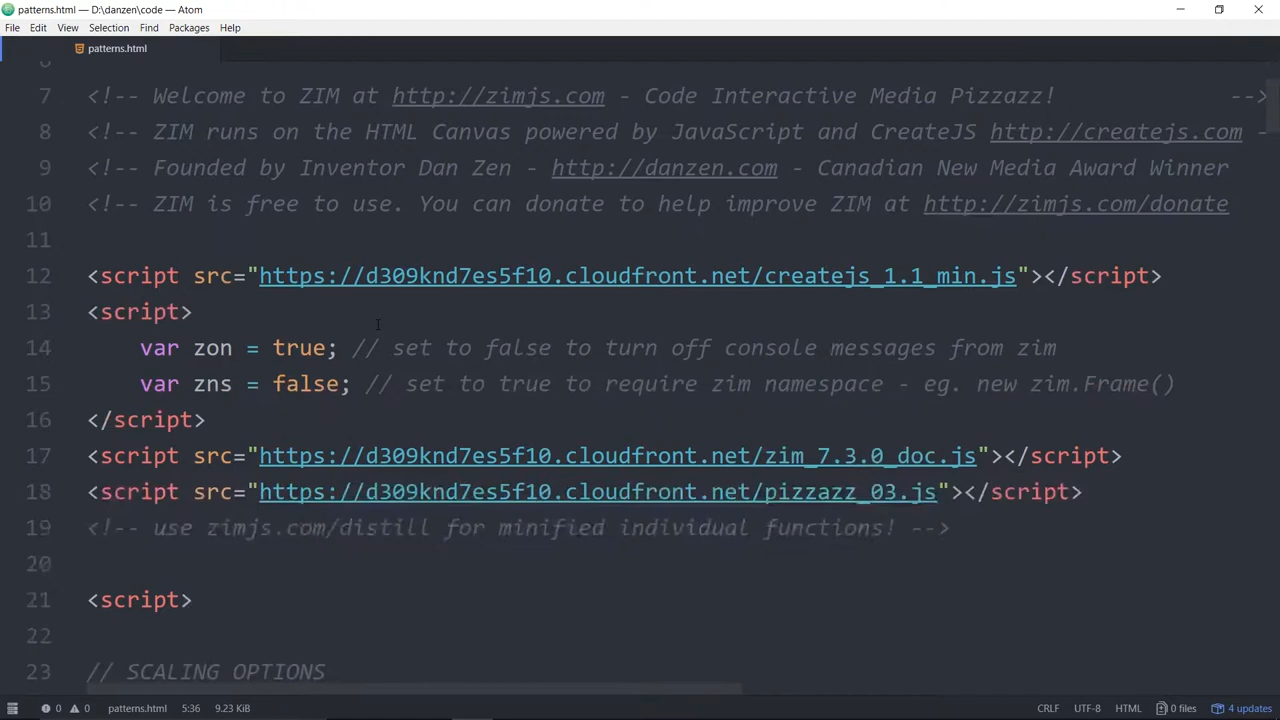 patterns.html — D:\danzen\code — Atom
File Edit View Selection Find Packages Help
patterns.html
6
7 <!-- Welcome to ZIM at http://zimjs.com - Code Interactive Media Pizzazz! -->
8 <!-- ZIM runs on the HTML Canvas powered by JavaScript and CreateJS http://createjs.com -
9 <!-- Founded by Inventor Dan Zen - http://danzen.com - Canadian New Media Award Winner
10 <!-- ZIM is free to use. You can donate to help improve ZIM at http://zimjs.com/donate
11
12 <script src="https://d309knd7es5f10.cloudfront.net/createjs_1.1_min.js"></script>
13 <script>
14 var zon = true; // set to false to turn off console messages from zim
15 var zns = false; // set to true to require zim namespace - eg. new zim.Frame()
16 </script>
17 <script src="https://d309knd7es5f10.cloudfront.net/zim_7.3.0_doc.js"></script>
18 <script src="https://d309knd7es5f10.cloudfront.net/pizzazz_03.js"></script>
19 <!-- use zimjs.com/distill for minified individual functions! -->
20
21 <script>
22
23 // SCALING OPTIONS
0 0 patterns.html 5:36 9.23 KiB CRLF UTF-8 HTML 0 files 4 updates